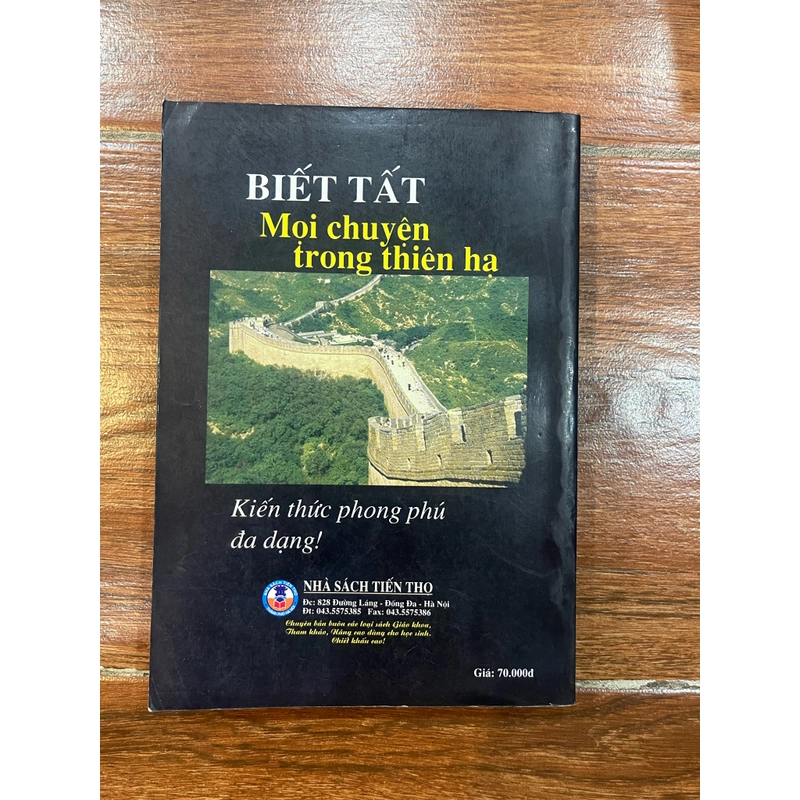 BIẾT TẤT
Mọi chuyện
trong thiên hạ
Kiến thức phong phú
đa dạng!
NHÀ SÁCH TIẾN THỌ
Đc: 828 Đường Láng - Đống Đa - Hà Nội
Đt: 043.5575385 Fax: 043.5575386
Chuyên bán buôn các loại sách Giáo khoa,
Tham khảo, Nâng cao dùng cho học sinh.
Chiết khấu cao!
Giá: 70.000đ